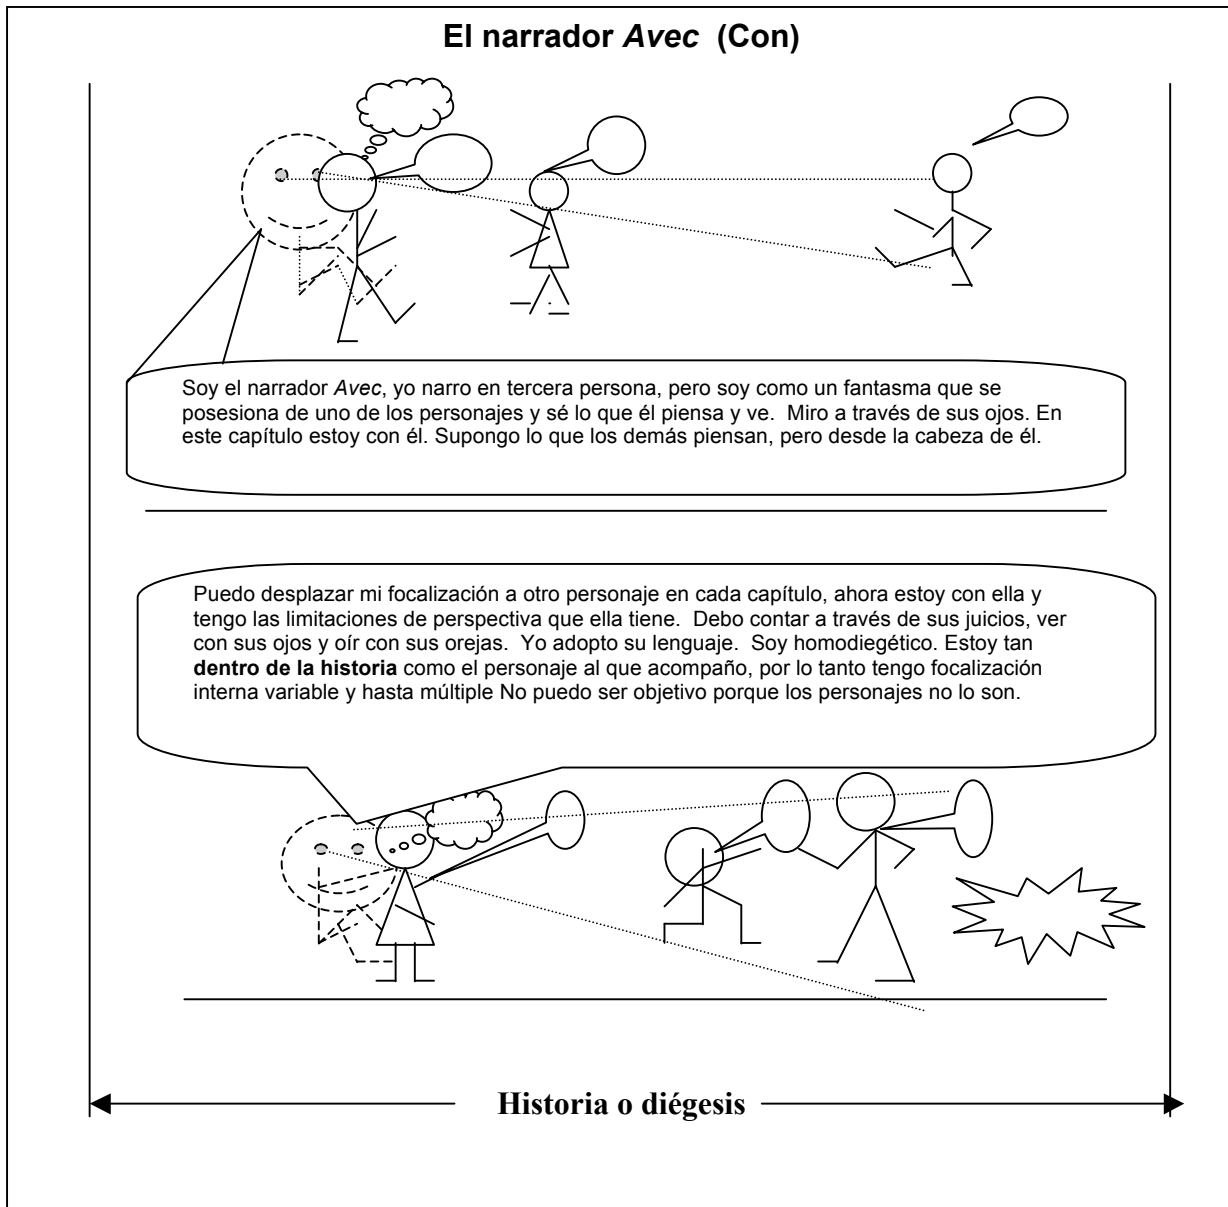 El narrador Avec (Con)
Soy el narrador Avec, yo narro en tercera persona, pero soy como un fantasma que se
posesiona de uno de los personajes y sé lo que él piensa y ve. Miro a través de sus ojos. En
este capítulo estoy con él. Supongo lo que los demás piensan, pero desde la cabeza de él.
Puedo desplazar mi focalización a otro personaje en cada capítulo, ahora estoy con ella y
tengo las limitaciones de perspectiva que ella tiene. Debo contar a través de sus juicios, ver
con sus ojos y oír con sus orejas. Yo adopto su lenguaje. Soy homodiegético. Estoy tan
dentro de la historia como el personaje al que acompaño, por lo tanto tengo focalización
interna variable y hasta múltiple No puedo ser objetivo porque los personajes no lo son.
Historia o diégesis